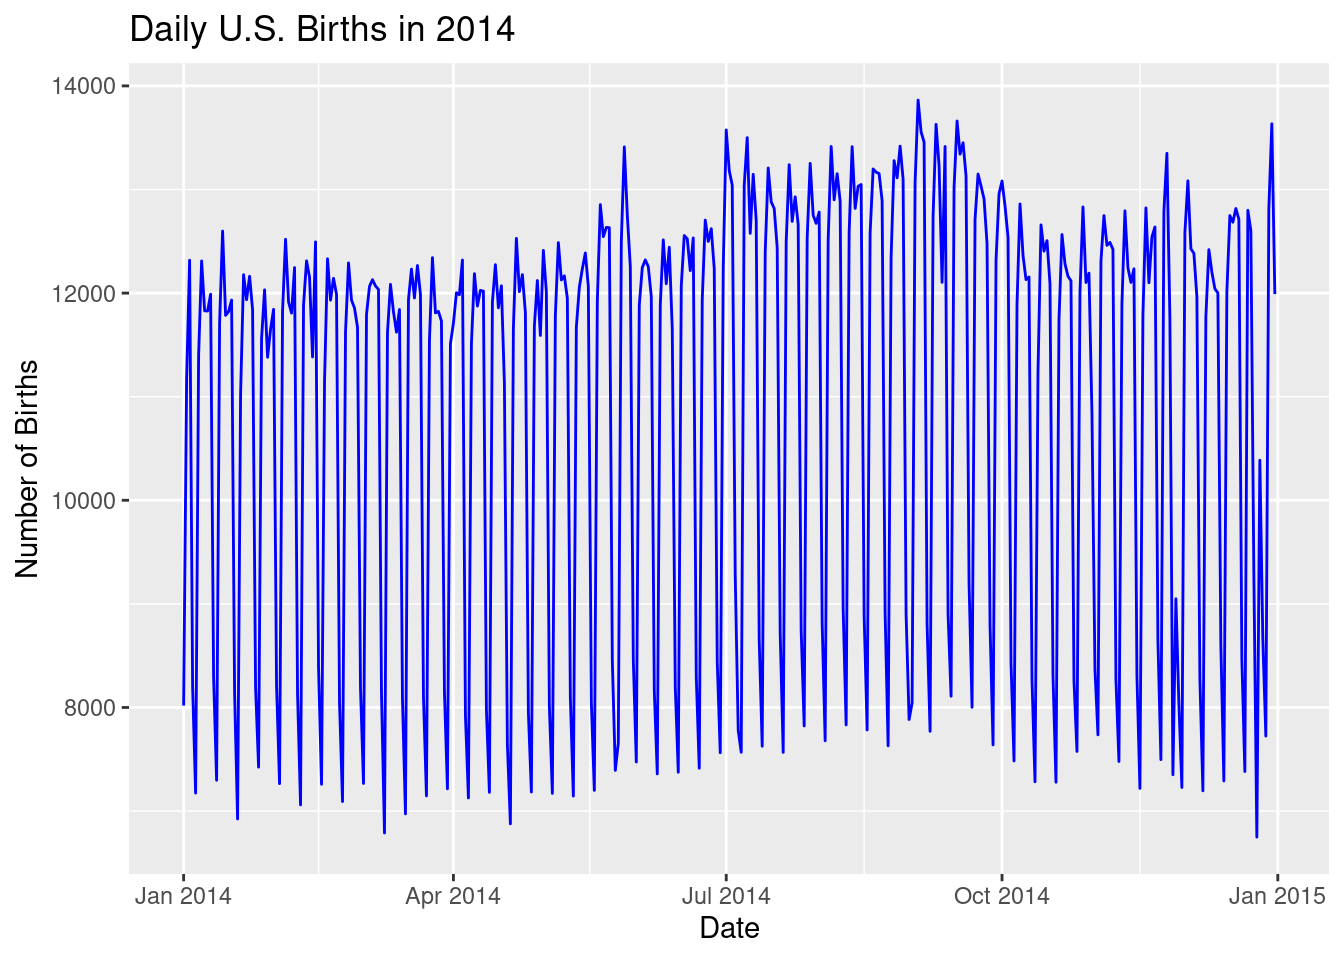 Daily U.S. Births in 2014
14000
12000
10000
8000
Number of Births
Jan 2014 Apr 2014 Jul 2014 Oct 2014 Jan 2015
Date